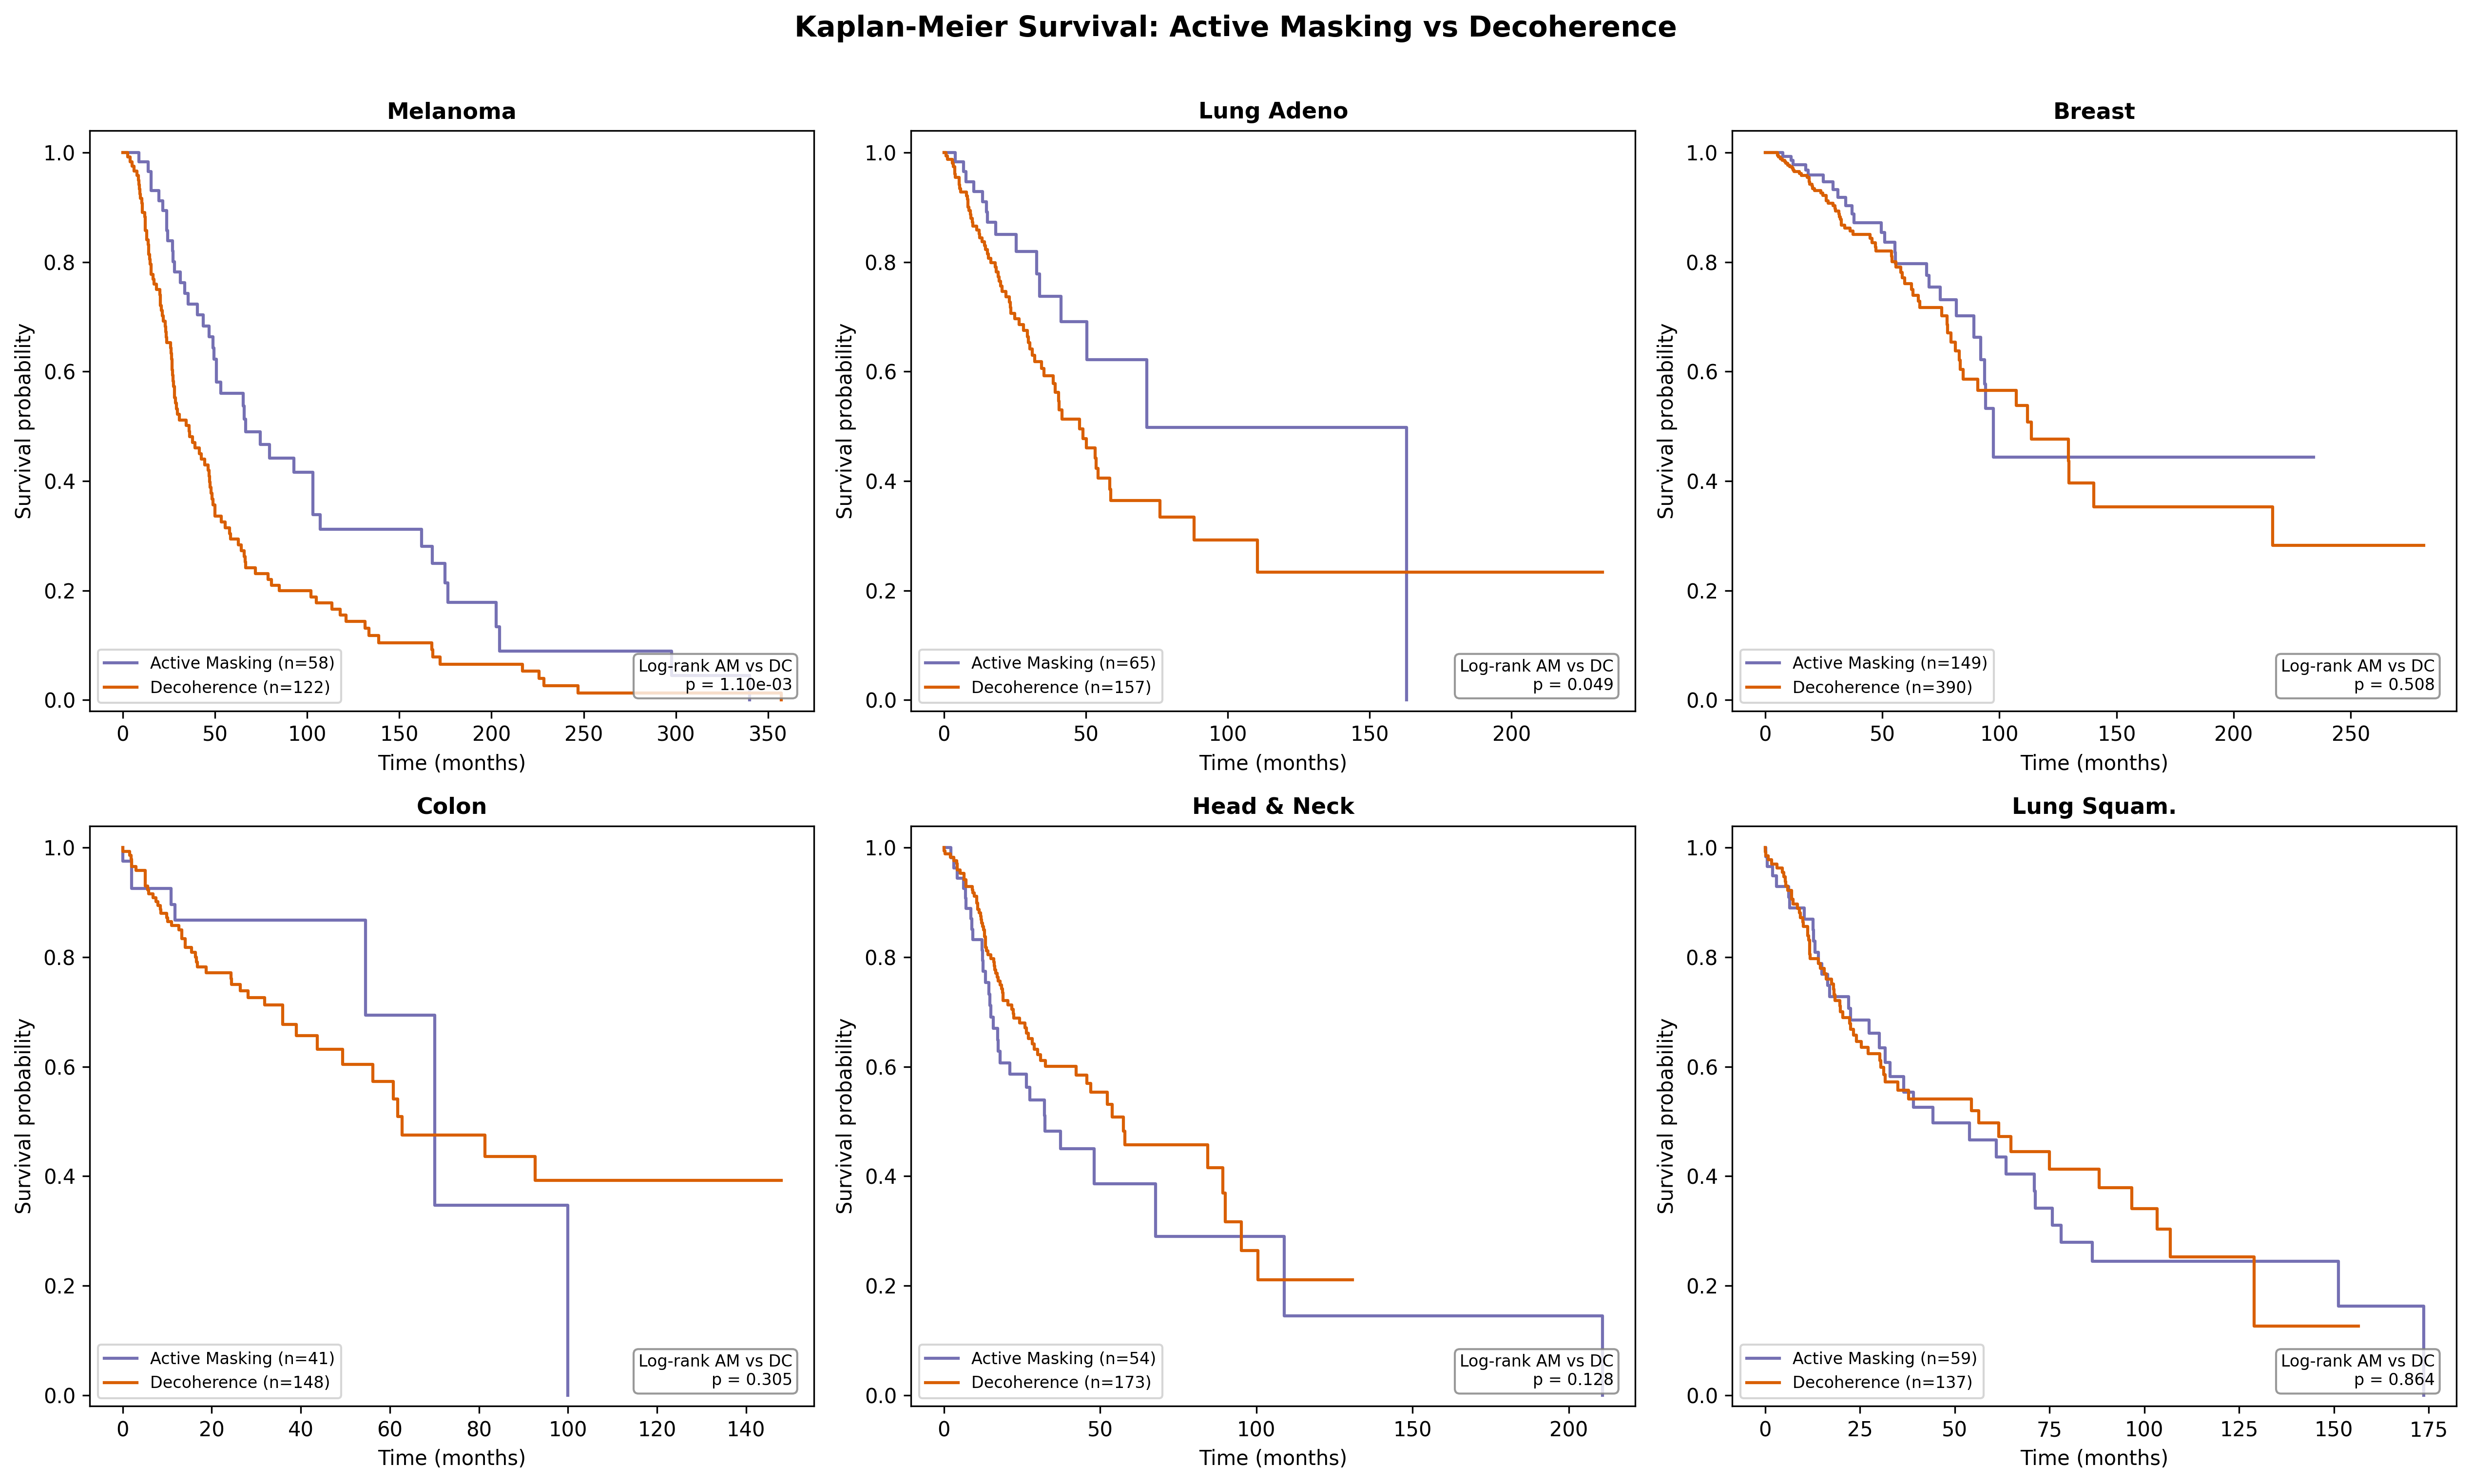 Kaplan-Meier Survival: Active Masking vs Decoherence
Melanoma
Survival probability
1.0
0.8
0.6
0.4
0.2
0.0
Active Masking (n=58)
Decoherence (n=122)
Log-rank AM vs DC
p = 1.10e-03
0 50 100 150 200 250 300 350
Time (months)
Lung Adeno
Survival probability
1.0
0.8
0.6
0.4
0.2
0.0
Active Masking (n=65)
Decoherence (n=157)
Log-rank AM vs DC
p = 0.049
0 50 100 150 200
Time (months)
Breast
Survival probability
1.0
0.8
0.6
0.4
0.2
0.0
Active Masking (n=149)
Decoherence (n=390)
Log-rank AM vs DC
p = 0.508
0 50 100 150 200 250
Time (months)
Colon
Survival probability
1.0
0.8
0.6
0.4
0.2
0.0
Active Masking (n=41)
Decoherence (n=148)
Log-rank AM vs DC
p = 0.305
0 20 40 60 80 100 120 140
Time (months)
Head & Neck
Survival probability
1.0
0.8
0.6
0.4
0.2
0.0
Active Masking (n=54)
Decoherence (n=173)
Log-rank AM vs DC
p = 0.128
0 50 100 150 200
Time (months)
Lung Squam.
Survival probability
1.0
0.8
0.6
0.4
0.2
0.0
Active Masking (n=59)
Decoherence (n=137)
Log-rank AM vs DC
p = 0.864
0 25 50 75 100 125 150 175
Time (months)